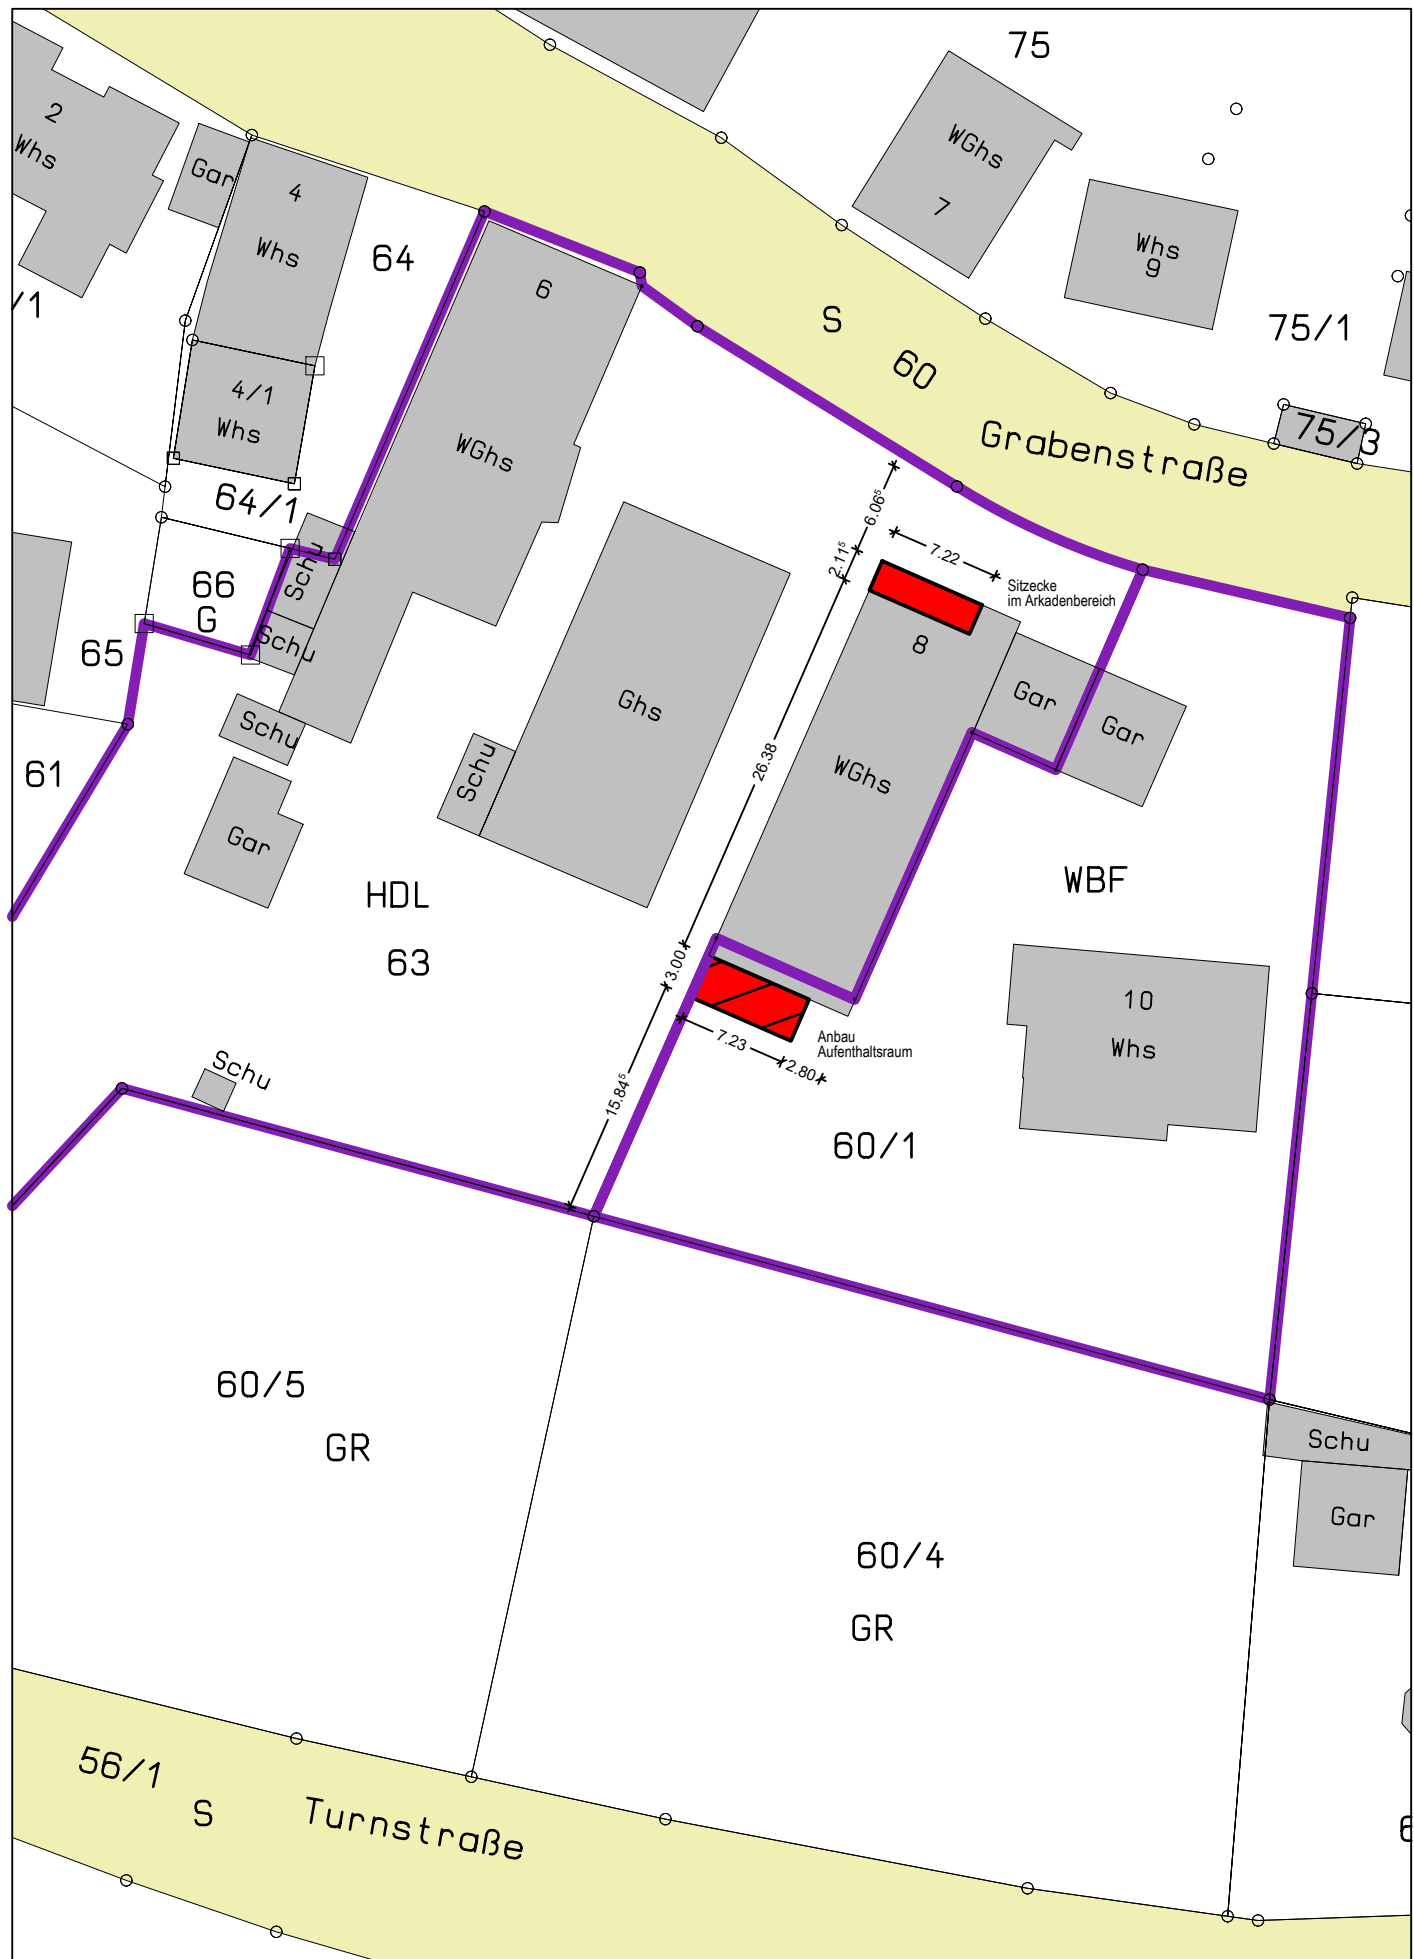 75
2
Whs
Gar
4
Whs
64
WGhs
7
Whs
9
6
/1
S
60
75/1
4/1
Whs
75/3
Grabenstraße
WGhs
64/1
6.06⁵
7.22
2.11⁵
Sitzecke
im Arkadenbereich
Schu
66
G
Schu
65
8
Gar
Ghs
Gar
Schu
61
Schu
26.38
WGhs
Gar
HDL
WBF
63
3.00
10
Whs
7.23
2.80
Anbau
Aufenthaltsraum
Schu
15.84⁵
60/1
60/5
GR
Schu
Gar
60/4
GR
56/1
S
Turnstraße